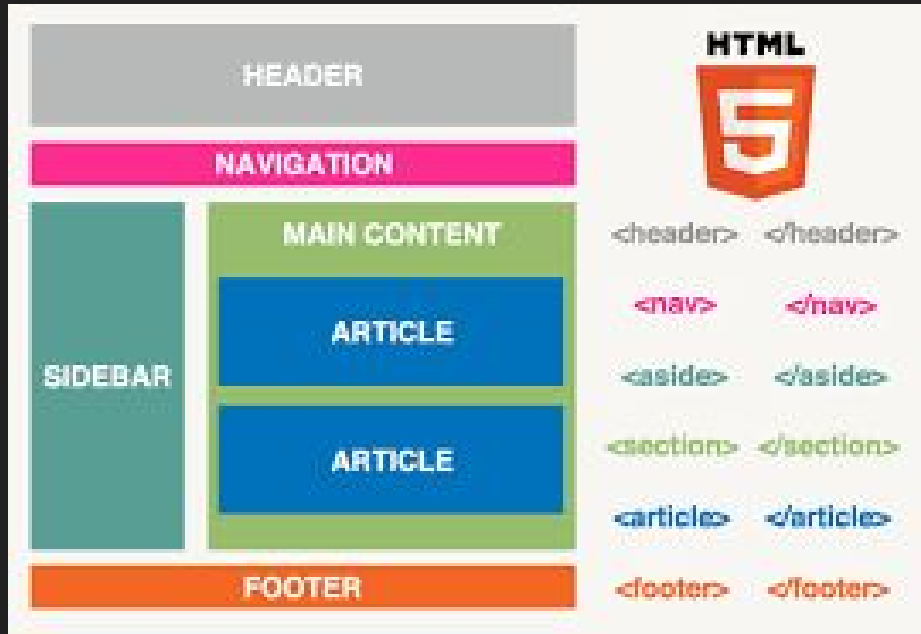 HEADER
NAVIGATION
SIDEBAR
MAIN CONTENT
ARTICLE
ARTICLE
FOOTER
HTML
5
<header> </header>
<nav> </nav>
<aside> </aside>
<section> </section>
<article> </article>
<footer> </footer>